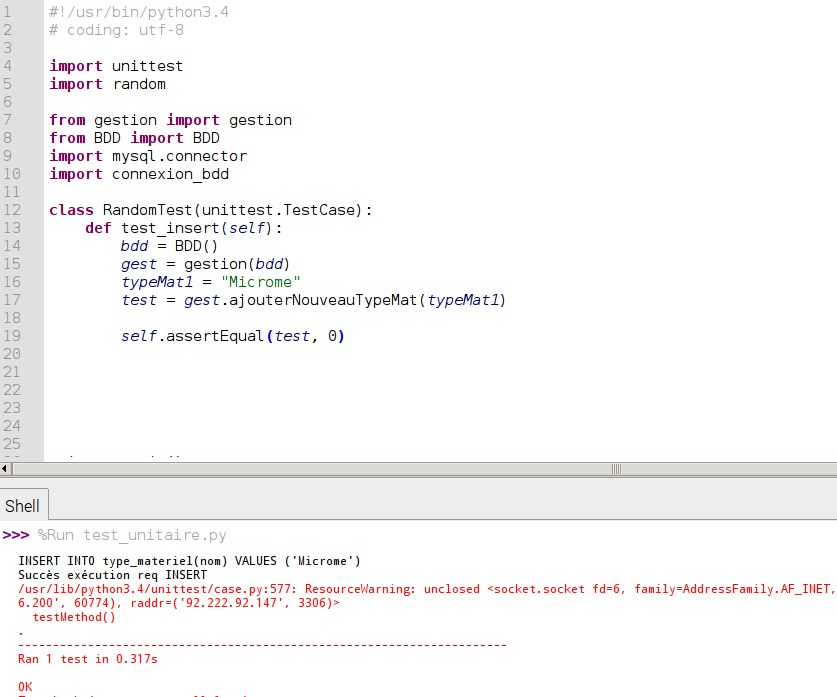 1 #!/usr/bin/python3.4
2 # coding: utf-8
3
4 import unittest
5 import random
6
7 from gestion import gestion
8 from BDD import BDD
9 import mysql.connector
10 import connexion_bdd
11
12 class RandomTest(unittest.TestCase):
13     def test_insert(self):
14         bdd = BDD()
15         gest = gestion(bdd)
16         typeMat1 = "Microme"
17         test = gest.ajouterNouveauTypeMat(typeMat1)
18
19         self.assertEqual(test, 0)
20
21
22
23
24
25
Shell
>>> %Run test_unitaire.py
INSERT INTO type_materiel(nom) VALUES ('Microme')
Succès exécution req INSERT
/usr/lib/python3.4/unittest/case.py:577: ResourceWarning: unclosed <socket.socket fd=6, family=AddressFamily.AF_INET,
6.200', 60774), raddr=('92.222.92.147', 3306)>
  testMethod()
.
----------------------------------------------------------------------
Ran 1 test in 0.317s

OK